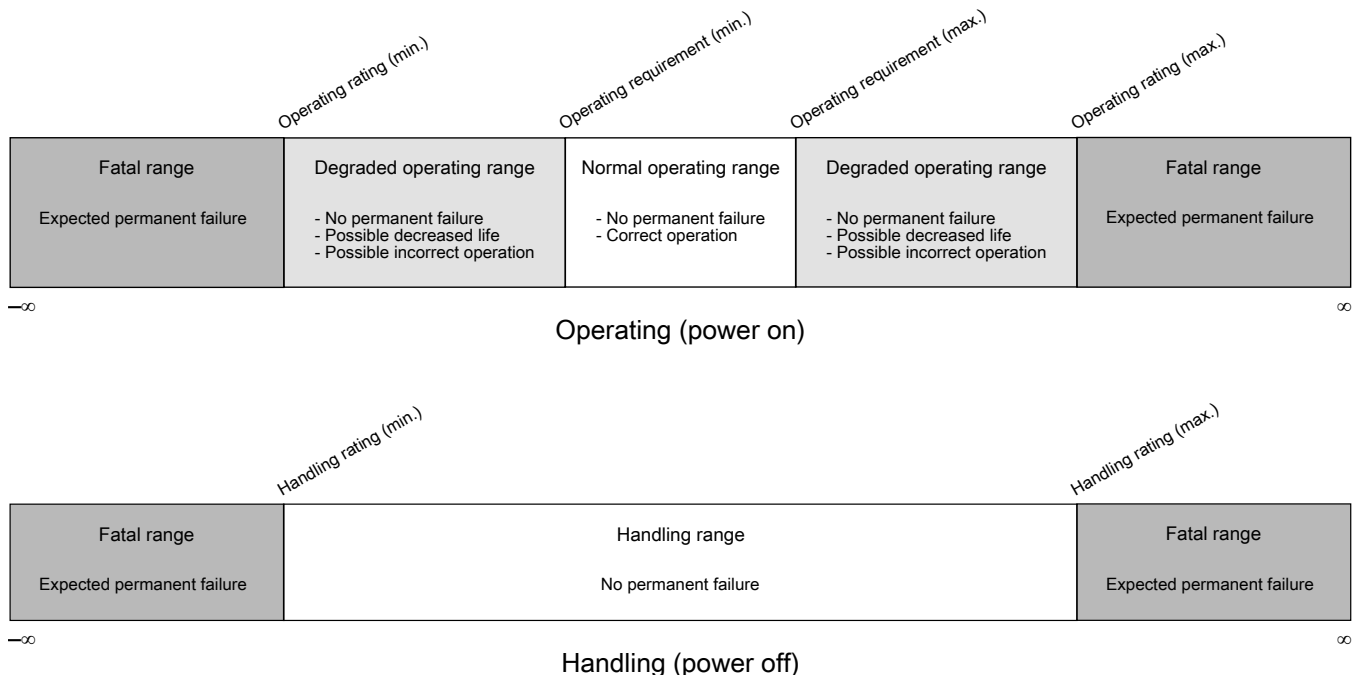 Operating rating (min.)
Operating requirement (min.)
Operating requirement (max.)
Operating rating (max.)
Fatal range
Expected permanent failure
Degraded operating range
- No permanent failure
- Possible decreased life
- Possible incorrect operation
Normal operating range
- No permanent failure
- Correct operation
Degraded operating range
- No permanent failure
- Possible decreased life
- Possible incorrect operation
Fatal range
Expected permanent failure
–∞
∞
Operating (power on)
Handling rating (min.)
Handling rating (max.)
Fatal range
Expected permanent failure
Handling range
No permanent failure
Fatal range
Expected permanent failure
–∞
∞
Handling (power off)